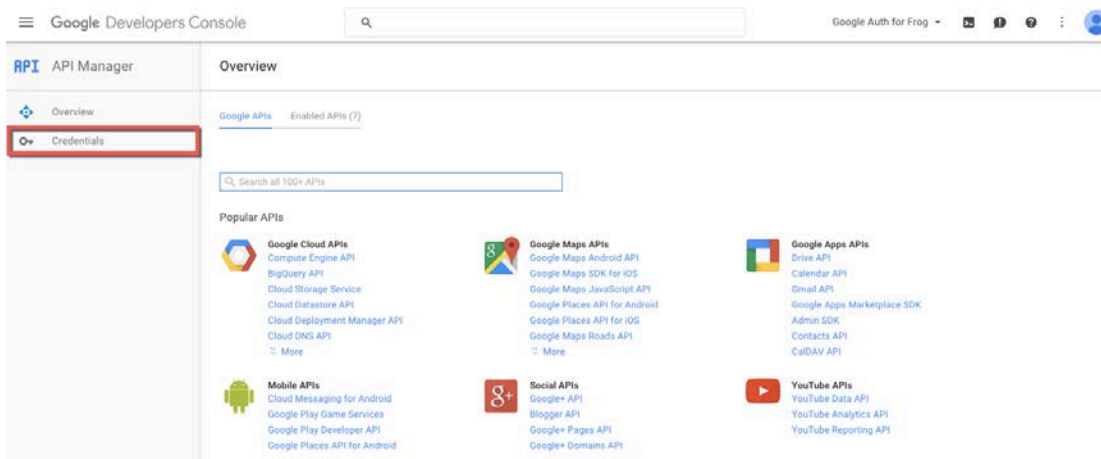 Google Developers Console
Google Auth for Frog
API API Manager
Overview
Overview
Credentials
Google APIs
Enabled APIs (7)
Search all 100+ APIs
Popular APIs
Google Cloud APIs
Compute Engine API
BigQuery API
Cloud Storage Service
Cloud Datastore API
Cloud Deployment Manager API
Cloud DNS API
More
Google Maps APIs
Google Maps Android API
Google Maps SDK for iOS
Google Maps JavaScript API
Google Places API for Android
Google Places API for iOS
Google Maps Roads API
More
Google Apps APIs
Drive API
Calendar API
Gmail API
Google Apps Marketplace SDK
Admin SDK
Contacts API
CalDAV API
Mobile APIs
Cloud Messaging for Android
Google Play Game Services
Google Play Developer API
Google Places API for Android
Social APIs
Google+ API
Blogger API
Google+ Pages API
Google+ Domains API
YouTube APIs
YouTube Data API
YouTube Analytics API
YouTube Reporting API